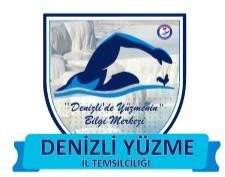 "Denizli'de Yüzmenin
Bilgi Merkezi
DENİZLİ YÜZME
İL TEMSİLCİLİĞİ